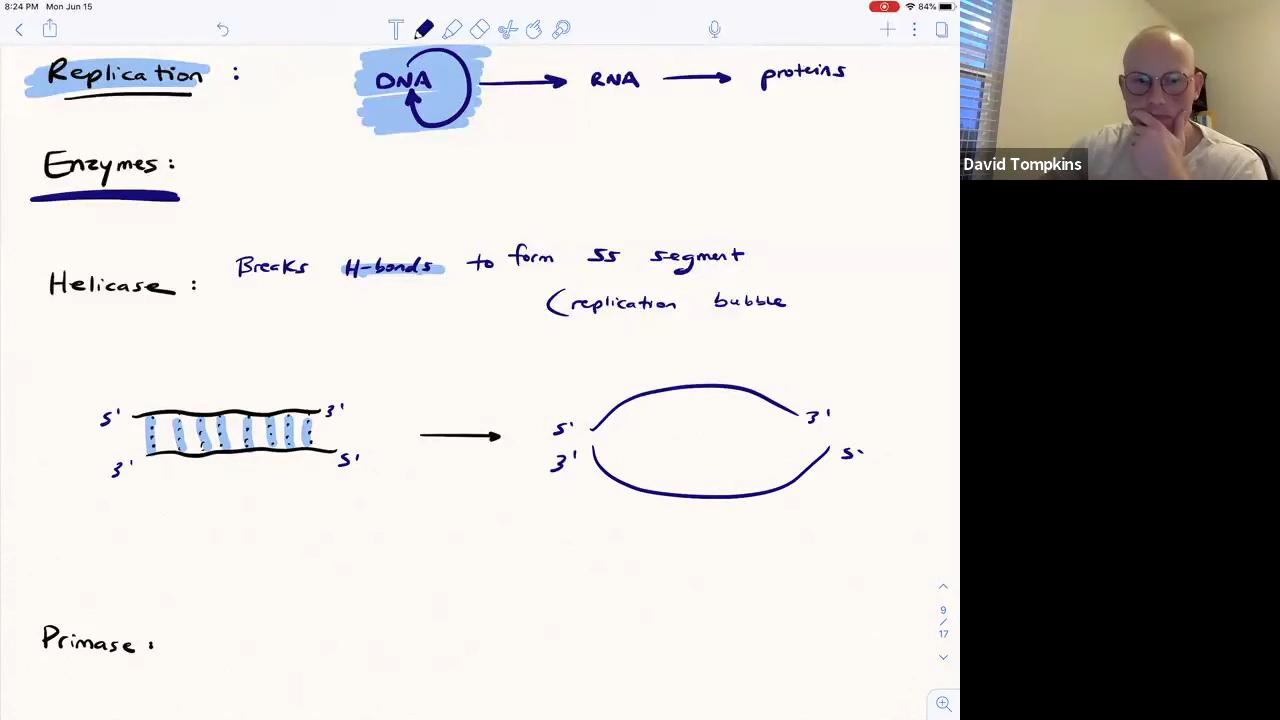 8:24 PM Mon Jun 15
84%
T
Replication : DNA → RNA → proteins
David Tompkins
Enzymes :
Helicase : Breaks H-bonds to form ss segment
(replication bubble
5' 3'
3' 5'
→
5' 3'
3' 5'
9
/
17
Primase :